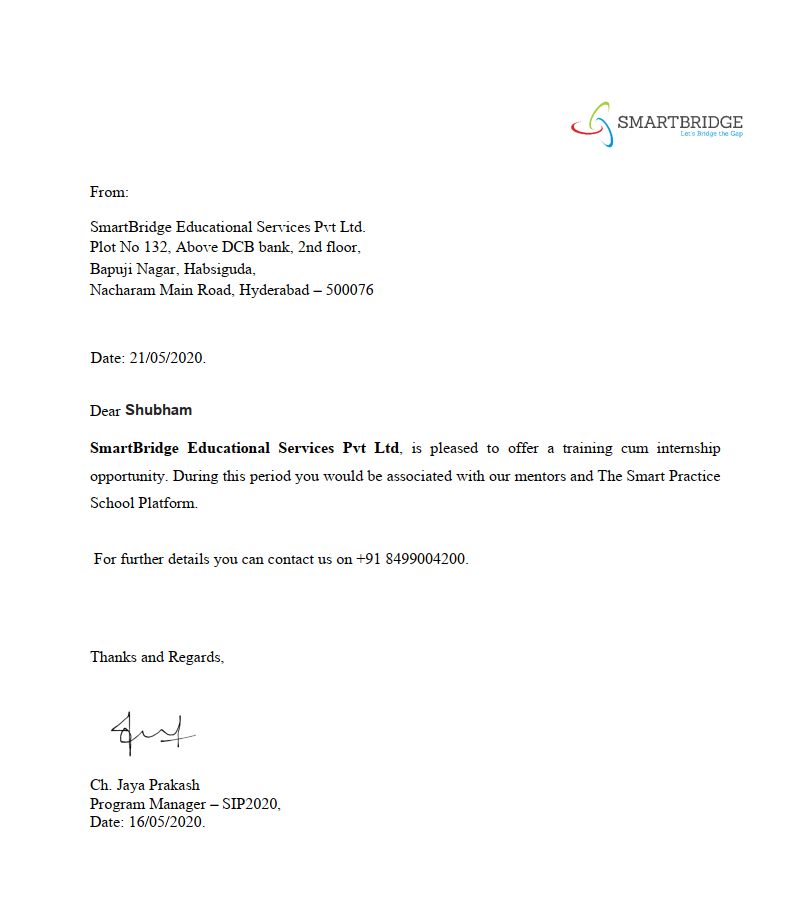 SMARTBRIDGE
Let's Bridge the Gap
From:
SmartBridge Educational Services Pvt Ltd.
Plot No 132, Above DCB bank, 2nd floor,
Bapuji Nagar, Habsiguda,
Nacharam Main Road, Hyderabad – 500076
Date: 21/05/2020.
Dear Shubham
SmartBridge Educational Services Pvt Ltd, is pleased to offer a training cum internship
opportunity. During this period you would be associated with our mentors and The Smart Practice
School Platform.
For further details you can contact us on +91 8499004200.
Thanks and Regards,
Ch. Jaya Prakash
Program Manager – SIP2020,
Date: 16/05/2020.